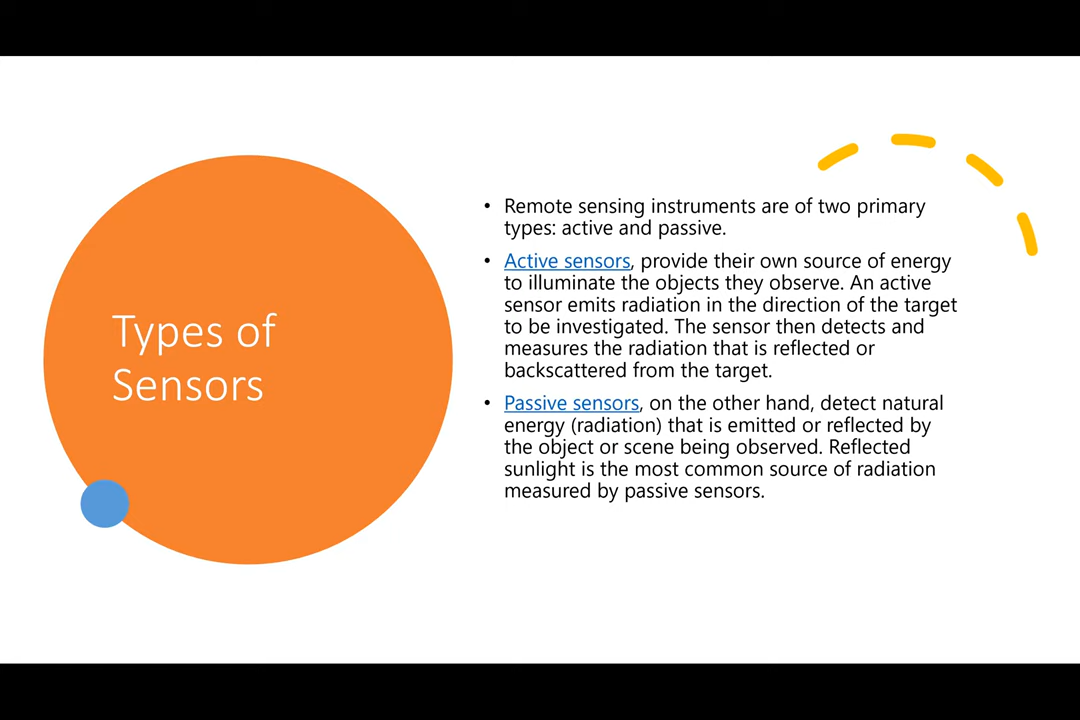 Types of
Sensors
• Remote sensing instruments are of two primary
types: active and passive.
• Active sensors, provide their own source of energy
to illuminate the objects they observe. An active
sensor emits radiation in the direction of the target
to be investigated. The sensor then detects and
measures the radiation that is reflected or
backscattered from the target.
• Passive sensors, on the other hand, detect natural
energy (radiation) that is emitted or reflected by
the object or scene being observed. Reflected
sunlight is the most common source of radiation
measured by passive sensors.